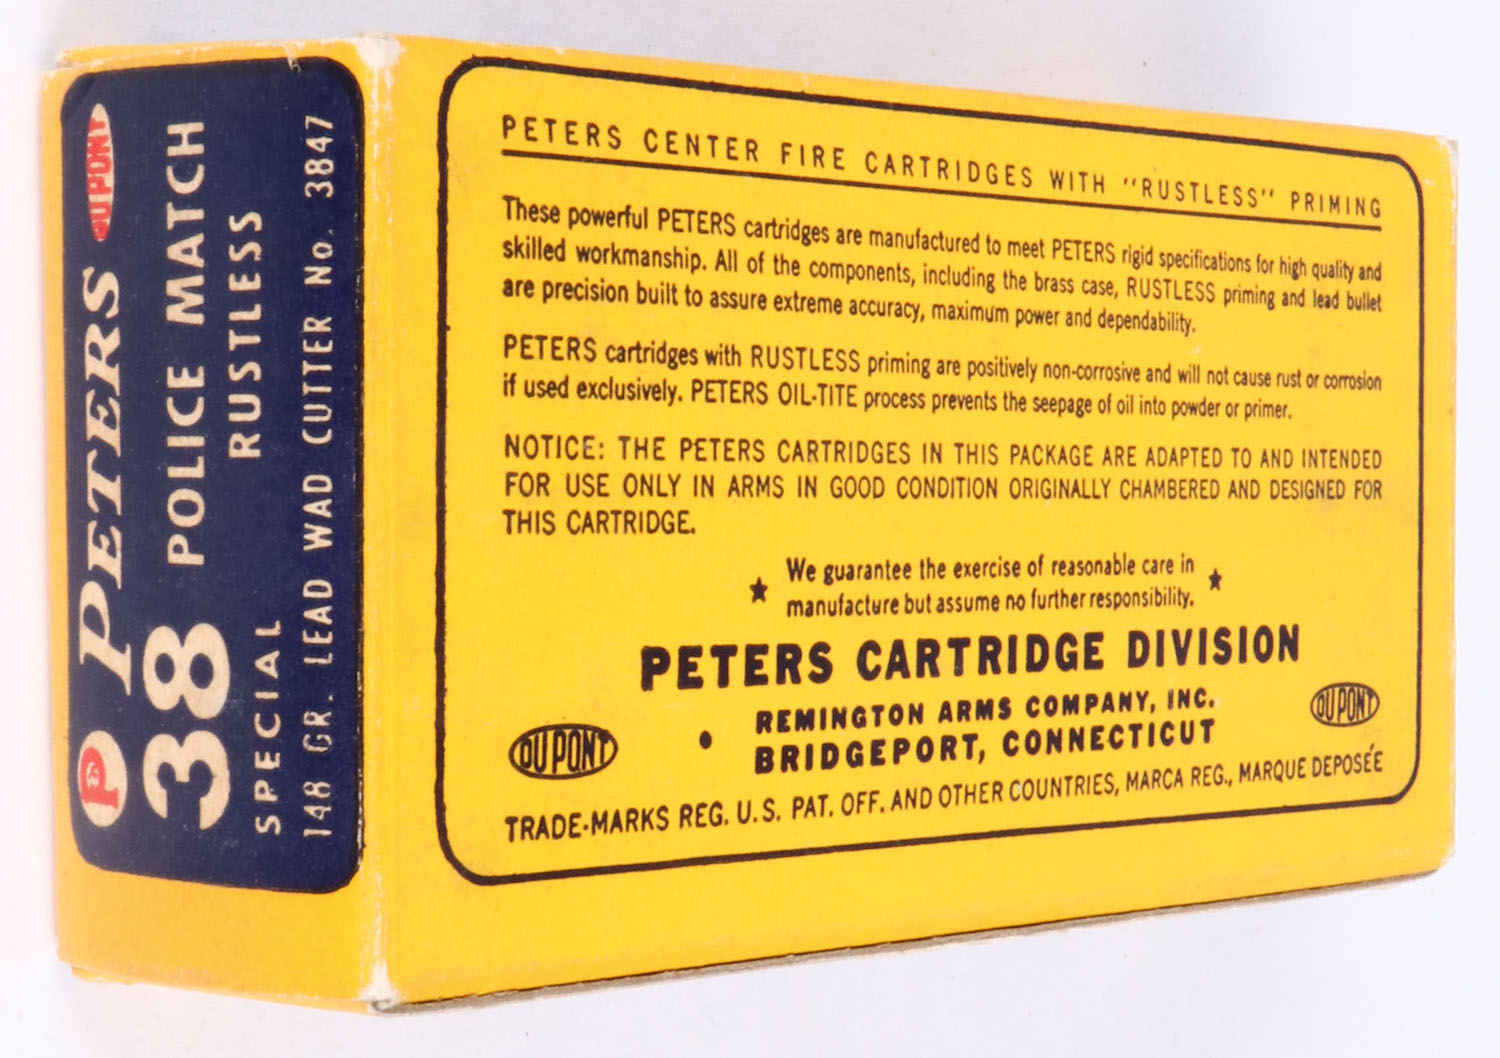 P PETERS DU PONT
38 POLICE MATCH
SPECIAL RUSTLESS
148 GR. LEAD WAD CUTTER No. 3847
PETERS CENTER FIRE CARTRIDGES WITH "RUSTLESS" PRIMING
These powerful PETERS cartridges are manufactured to meet PETERS rigid specifications for high quality and
skilled workmanship. All of the components, including the brass case, RUSTLESS priming and lead bullet
are precision built to assure extreme accuracy, maximum power and dependability.
PETERS cartridges with RUSTLESS priming are positively non-corrosive and will not cause rust or corrosion
if used exclusively. PETERS OIL-TITE process prevents the seepage of oil into powder or primer.
NOTICE: THE PETERS CARTRIDGES IN THIS PACKAGE ARE ADAPTED TO AND INTENDED
FOR USE ONLY IN ARMS IN GOOD CONDITION ORIGINALLY CHAMBERED AND DESIGNED FOR
THIS CARTRIDGE.
★ We guarantee the exercise of reasonable care in ★
manufacture but assume no further responsibility.
PETERS CARTRIDGE DIVISION
REMINGTON ARMS COMPANY, INC.
DU PONT • BRIDGEPORT, CONNECTICUT DU PONT
TRADE-MARKS REG. U.S. PAT. OFF. AND OTHER COUNTRIES, MARCA REG., MARQUE DEPOSÉE